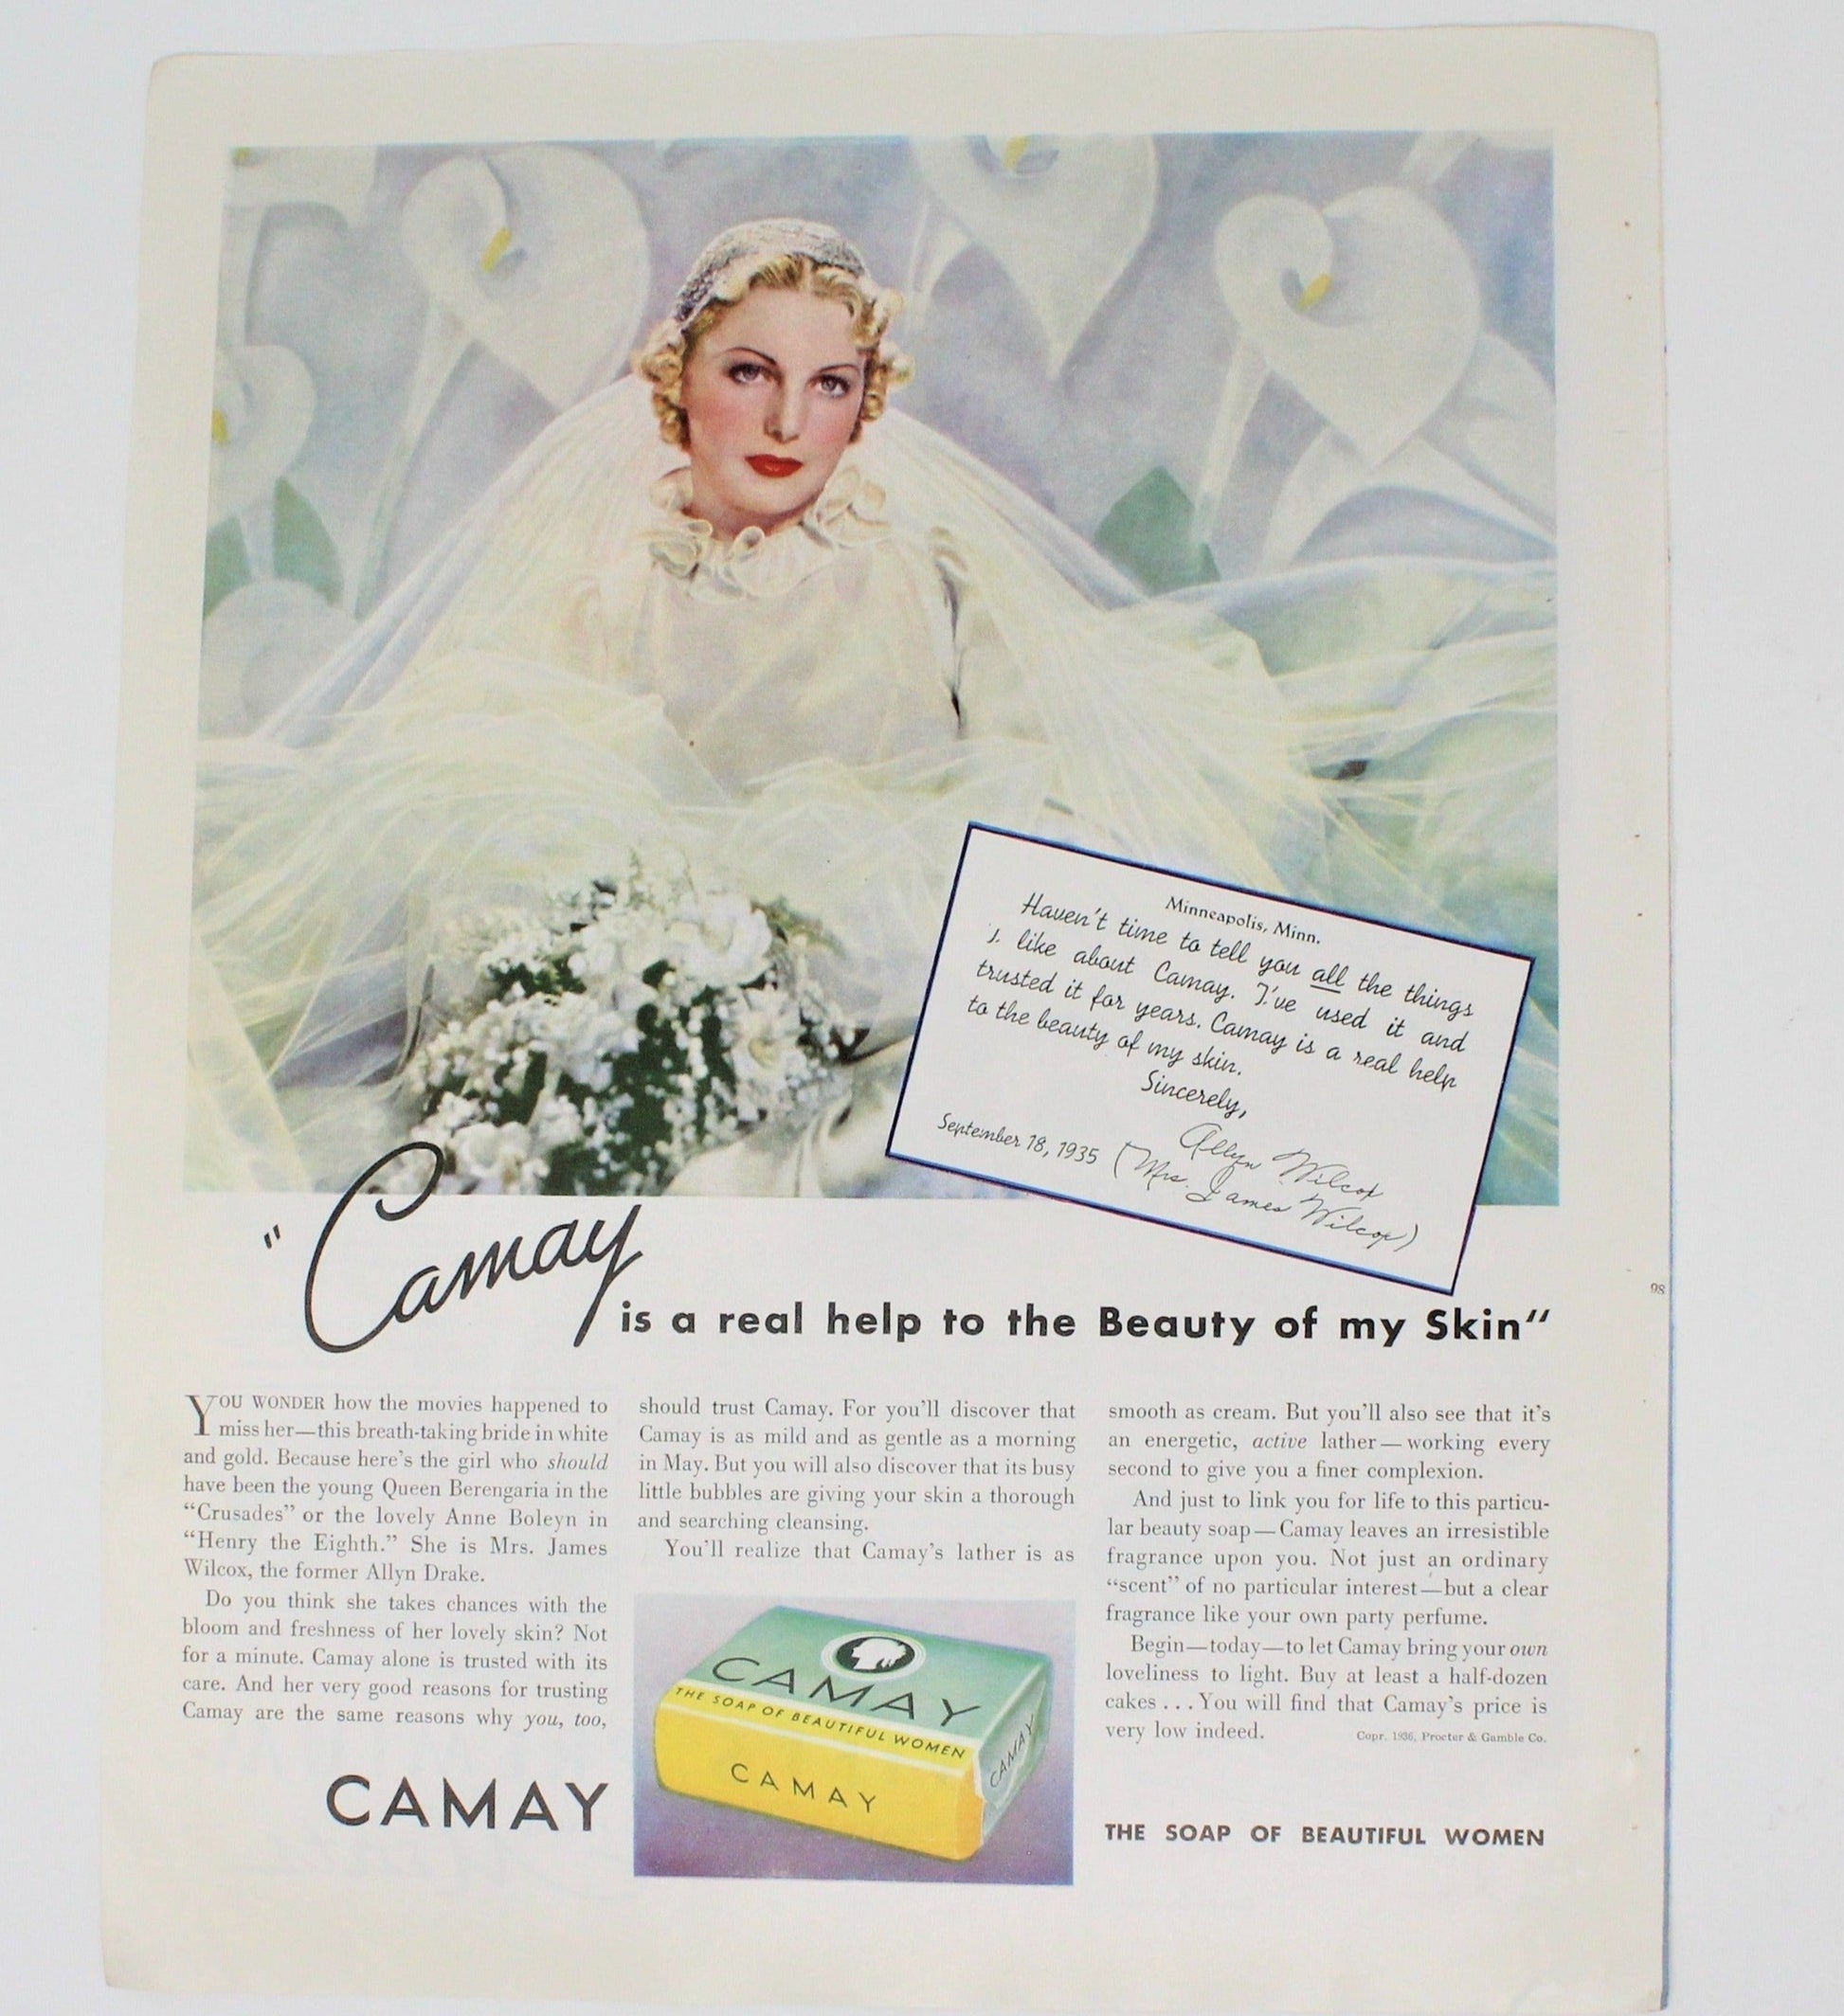 Minneapolis, Minn.
Haven't time to tell you all the things
I like about Camay. I've used it and
trusted it for years. Camay is a real help
to the beauty of my skin.
Sincerely,
Allyn Wilcox
September 18, 1935 (Mrs. James Wilcox)
"Camay
is a real help to the Beauty of my Skin"
YOU WONDER how the movies happened to
miss her—this breath-taking bride in white
and gold. Because here's the girl who should
have been the young Queen Berengaria in the
"Crusades" or the lovely Anne Boleyn in
"Henry the Eighth." She is Mrs. James
Wilcox, the former Allyn Drake.
Do you think she takes chances with the
bloom and freshness of her lovely skin? Not
for a minute. Camay alone is trusted with its
care. And her very good reasons for trusting
Camay are the same reasons why you, too,
should trust Camay. For you'll discover that
Camay is as mild and as gentle as a morning
in May. But you will also discover that its busy
little bubbles are giving your skin a thorough
and searching cleansing.
You'll realize that Camay's lather is as
smooth as cream. But you'll also see that it's
an energetic, active lather—working every
second to give you a finer complexion.
And just to link you for life to this particu-
lar beauty soap—Camay leaves an irresistible
fragrance upon you. Not just an ordinary
"scent" of no particular interest—but a clear
fragrance like your own party perfume.
Begin—today—to let Camay bring your own
loveliness to light. Buy at least a half-dozen
cakes . . . You will find that Camay's price is
very low indeed.
Copr. 1936, Procter & Gamble Co.
CAMAY
THE SOAP OF BEAUTIFUL WOMEN
CAMAY
CAMAY
CAMAY
THE SOAP OF BEAUTIFUL WOMEN